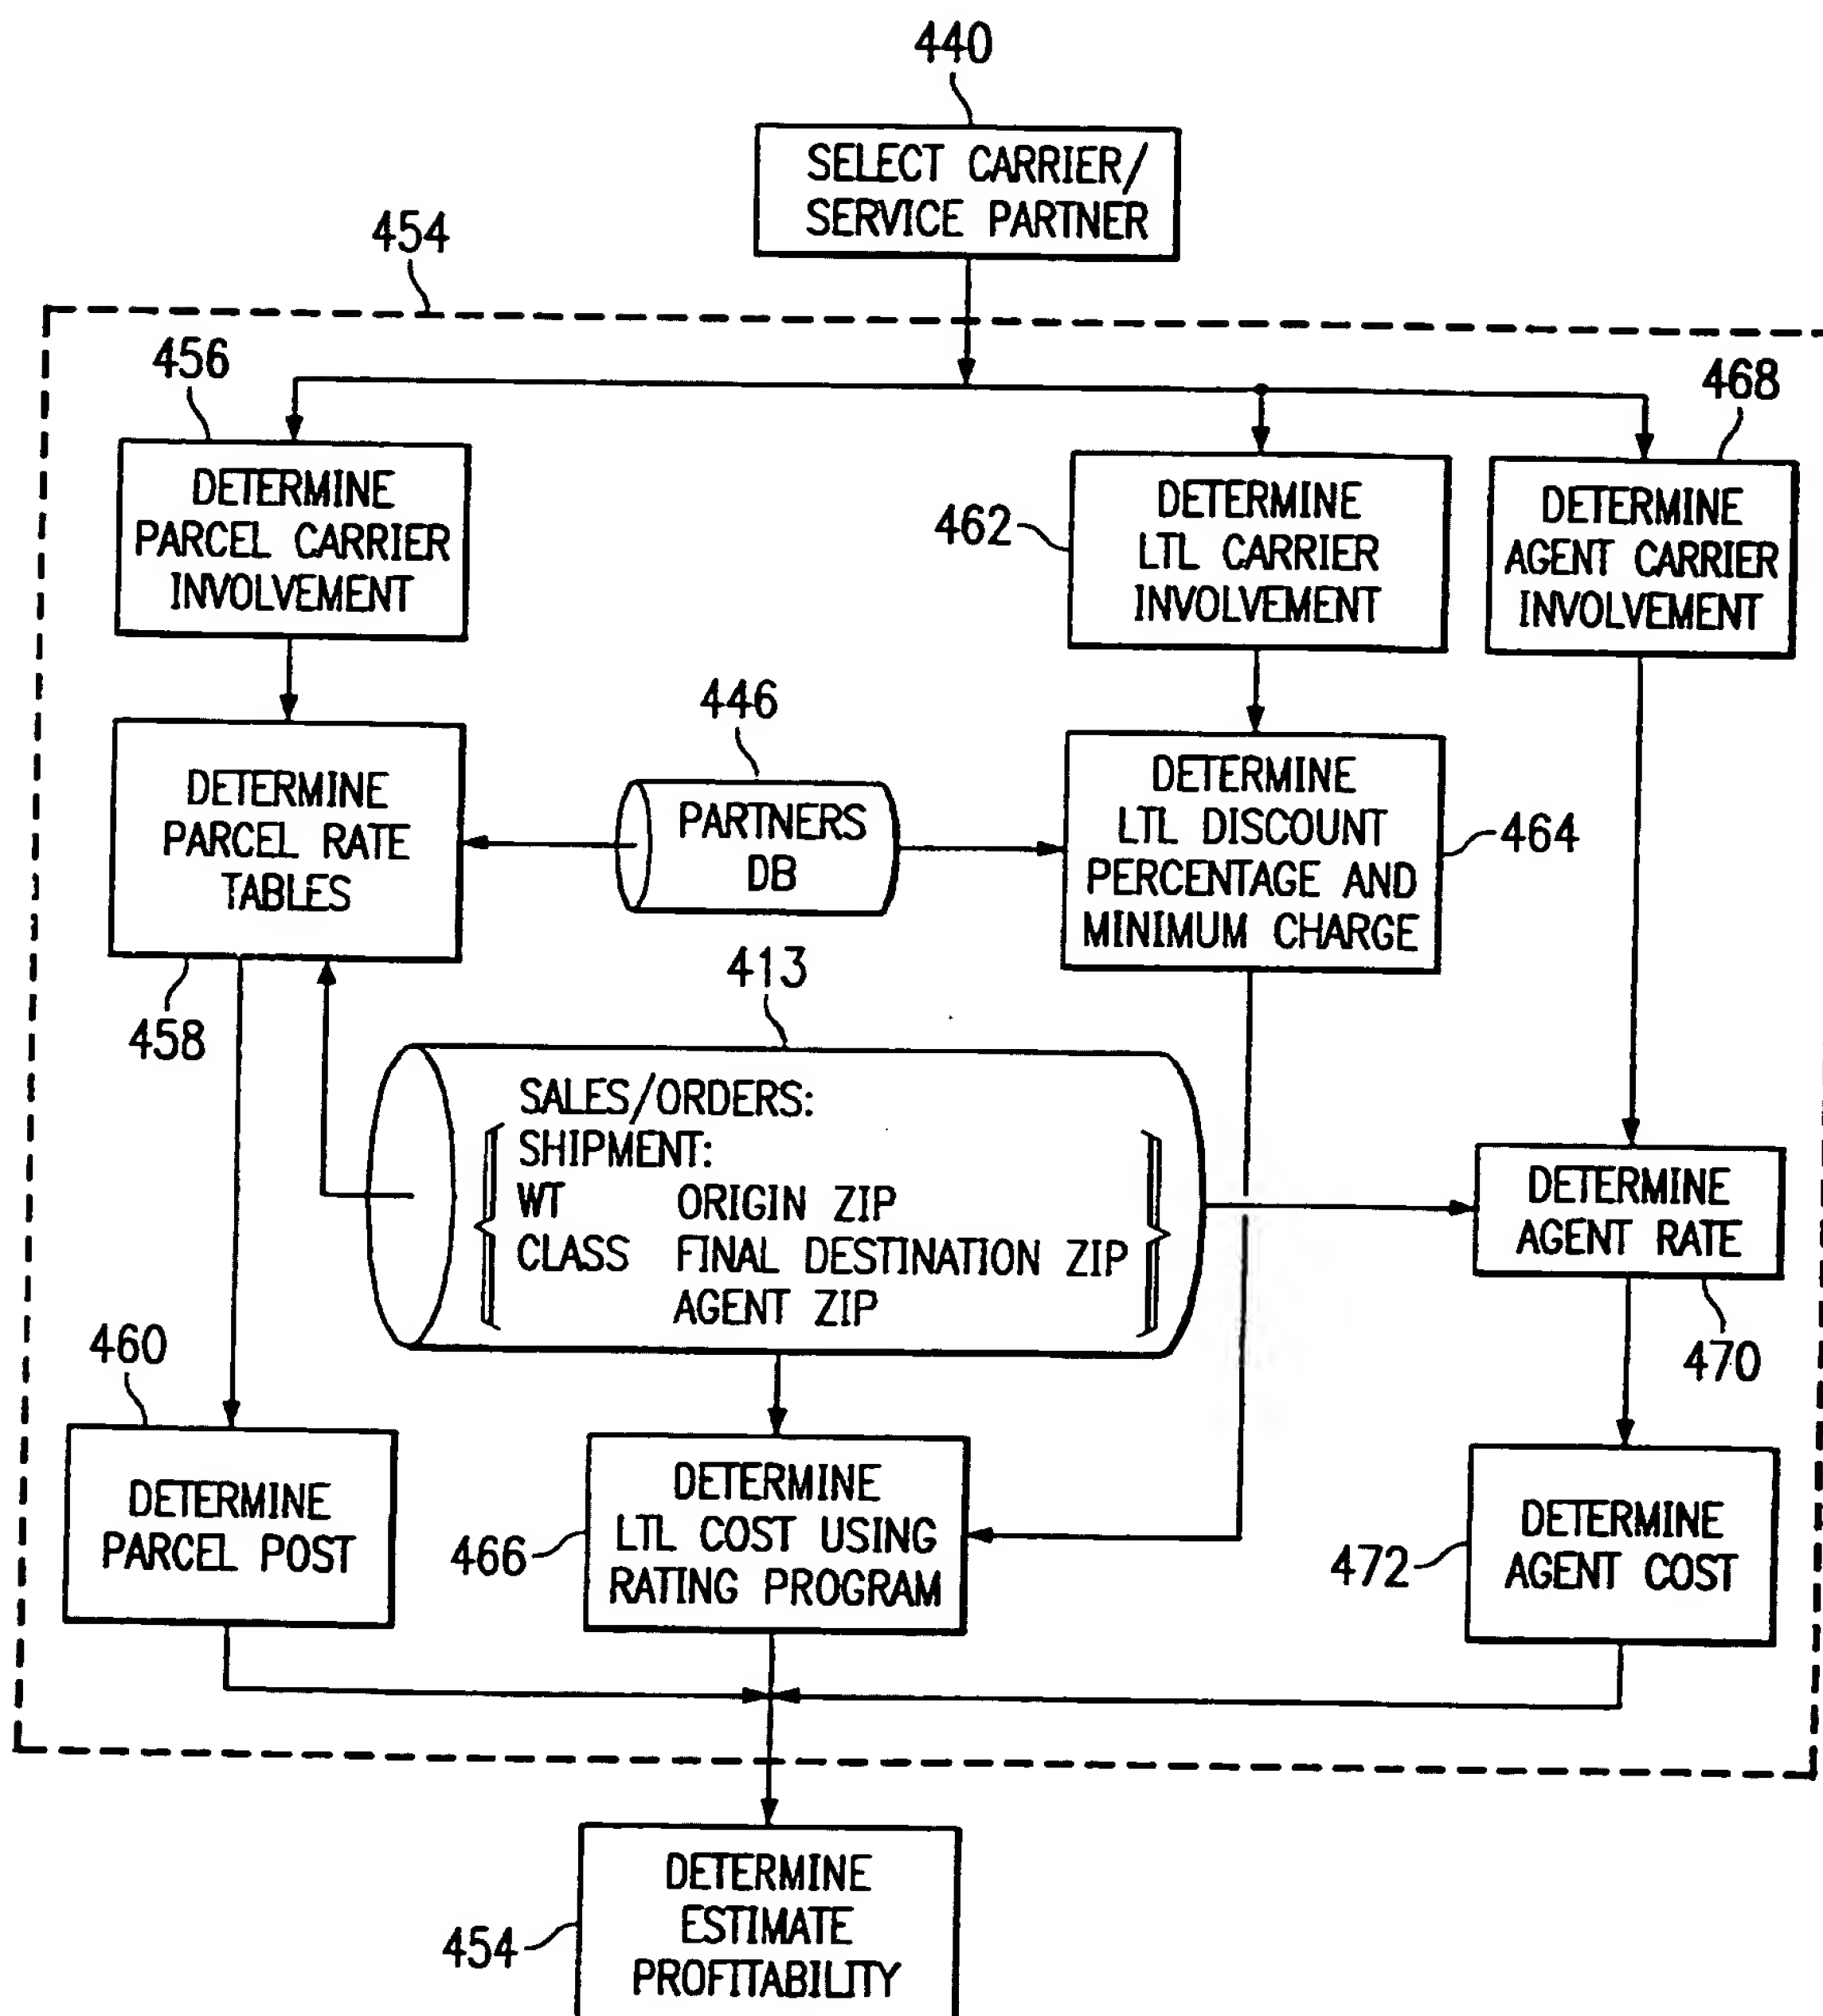 440
SELECT CARRIER/
SERVICE PARTNER
454
456
DETERMINE
PARCEL CARRIER
INVOLVEMENT
462
DETERMINE
LTL CARRIER
INVOLVEMENT
468
DETERMINE
AGENT CARRIER
INVOLVEMENT
DETERMINE
PARCEL RATE
TABLES
458
446
PARTNERS
DB
DETERMINE
LTL DISCOUNT
PERCENTAGE AND
MINIMUM CHARGE
464
413
SALES/ORDERS:
SHIPMENT:
WT ORIGIN ZIP
CLASS FINAL DESTINATION ZIP
AGENT ZIP
DETERMINE
AGENT RATE
470
460
DETERMINE
PARCEL POST
466
DETERMINE
LTL COST USING
RATING PROGRAM
472
DETERMINE
AGENT COST
454
DETERMINE
ESTIMATE
PROFITABILITY